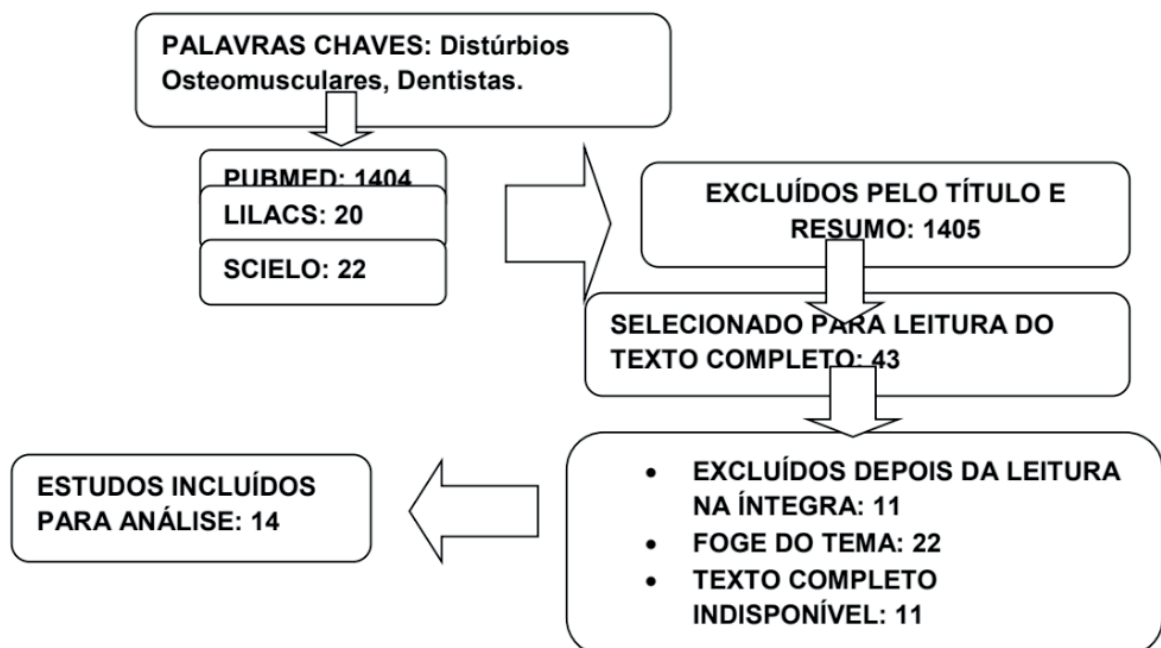 PALAVRAS CHAVES: Distúrbios
Osteomusculares, Dentistas.
PUBMED: 1404
LILACS: 20
SCIELO: 22
EXCLUÍDOS PELO TÍTULO E
RESUMO: 1405
SELECIONADO PARA LEITURA DO
TEXTO COMPLETO: 43
• EXCLUÍDOS DEPOIS DA LEITURA
NA ÍNTEGRA: 11
• FOGE DO TEMA: 22
• TEXTO COMPLETO
INDISPONÍVEL: 11
ESTUDOS INCLUÍDOS
PARA ANÁLISE: 14